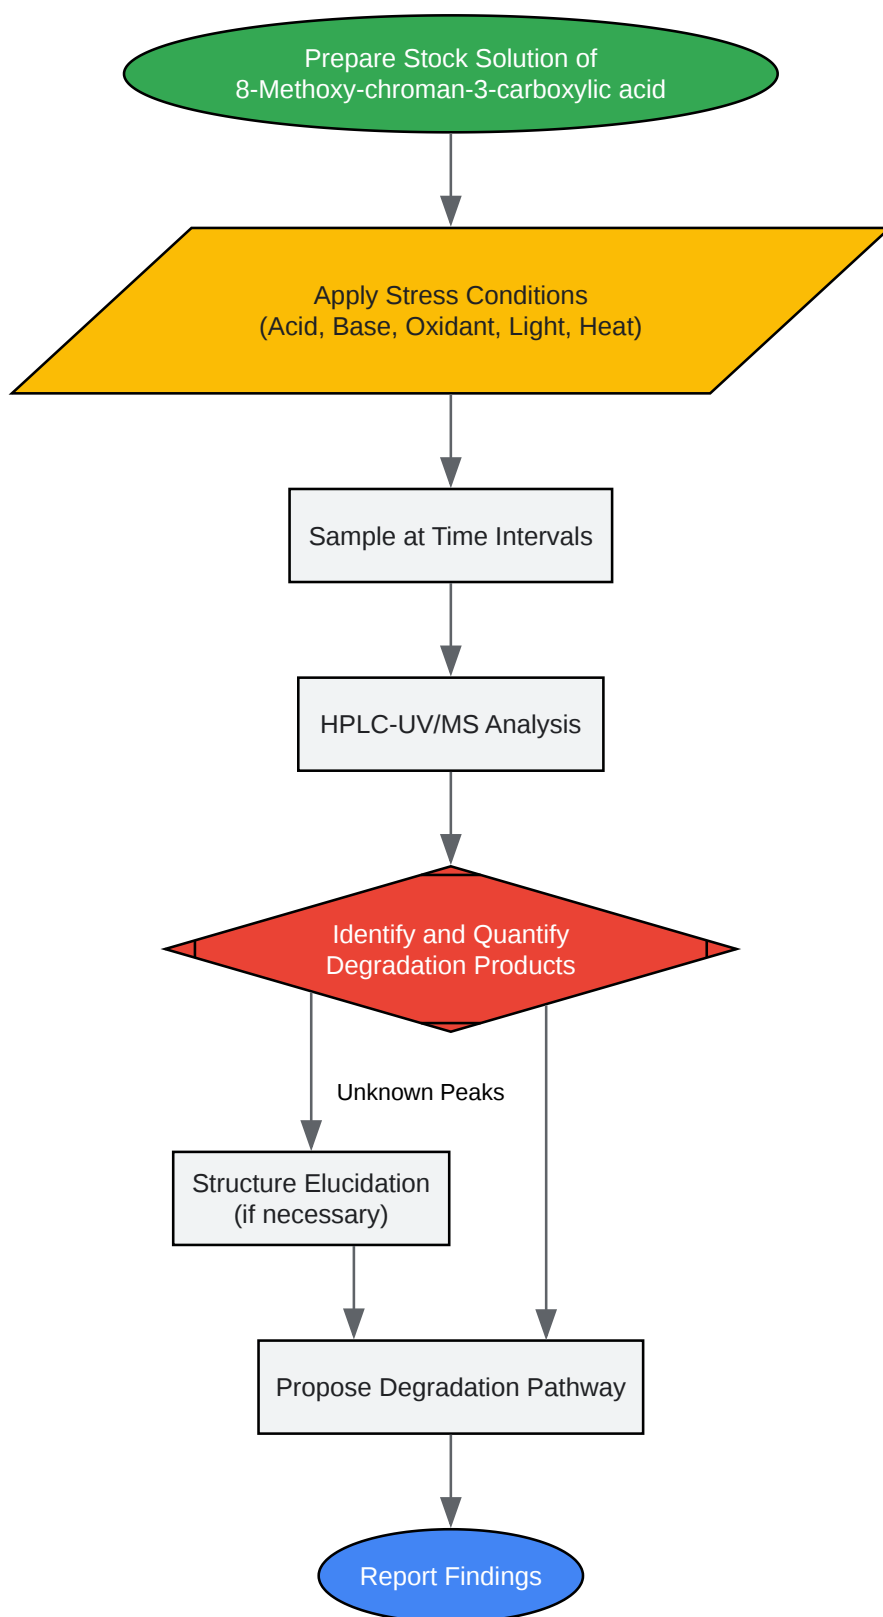 Prepare Stock Solution of
8-Methoxy-chroman-3-carboxylic acid
Apply Stress Conditions
(Acid, Base, Oxidant, Light, Heat)
Sample at Time Intervals
HPLC-UV/MS Analysis
Identify and Quantify
Degradation Products
Unknown Peaks
Structure Elucidation
(if necessary)
Propose Degradation Pathway
Report Findings